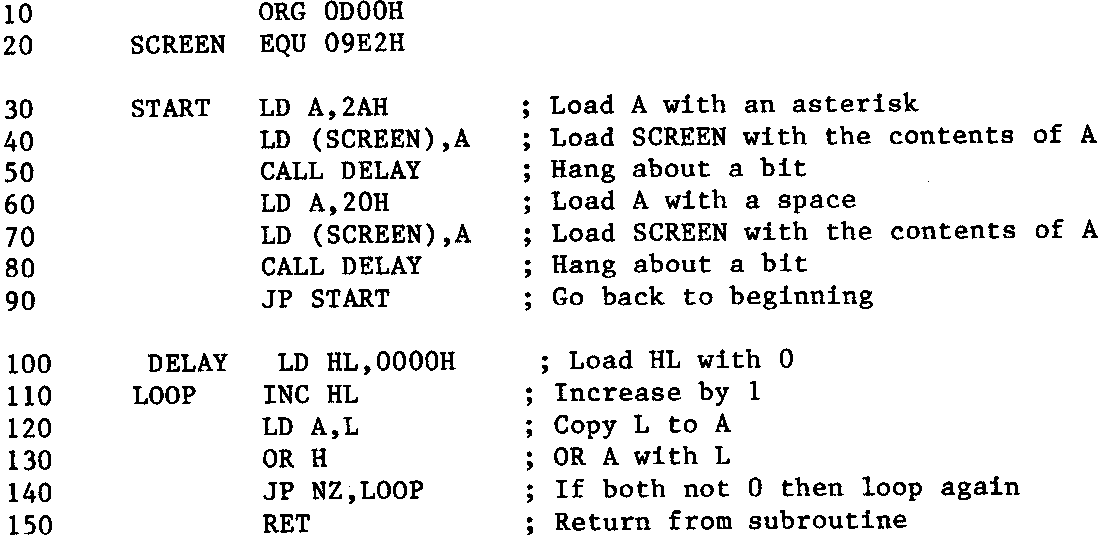 10 ORG 0D00H
20 SCREEN EQU 09E2H
30 START LD A,2AH ; Load A with an asterisk
40 LD (SCREEN),A ; Load SCREEN with the contents of A
50 CALL DELAY ; Hang about a bit
60 LD A,20H ; Load A with a space
70 LD (SCREEN),A ; Load SCREEN with the contents of A
80 CALL DELAY ; Hang about a bit
90 JP START ; Go back to beginning
100 DELAY LD HL,0000H ; Load HL with 0
110 LOOP INC HL ; Increase by 1
120 LD A,L ; Copy L to A
130 OR H ; OR A with L
140 JP NZ,LOOP ; If both not 0 then loop again
150 RET ; Return from subroutine